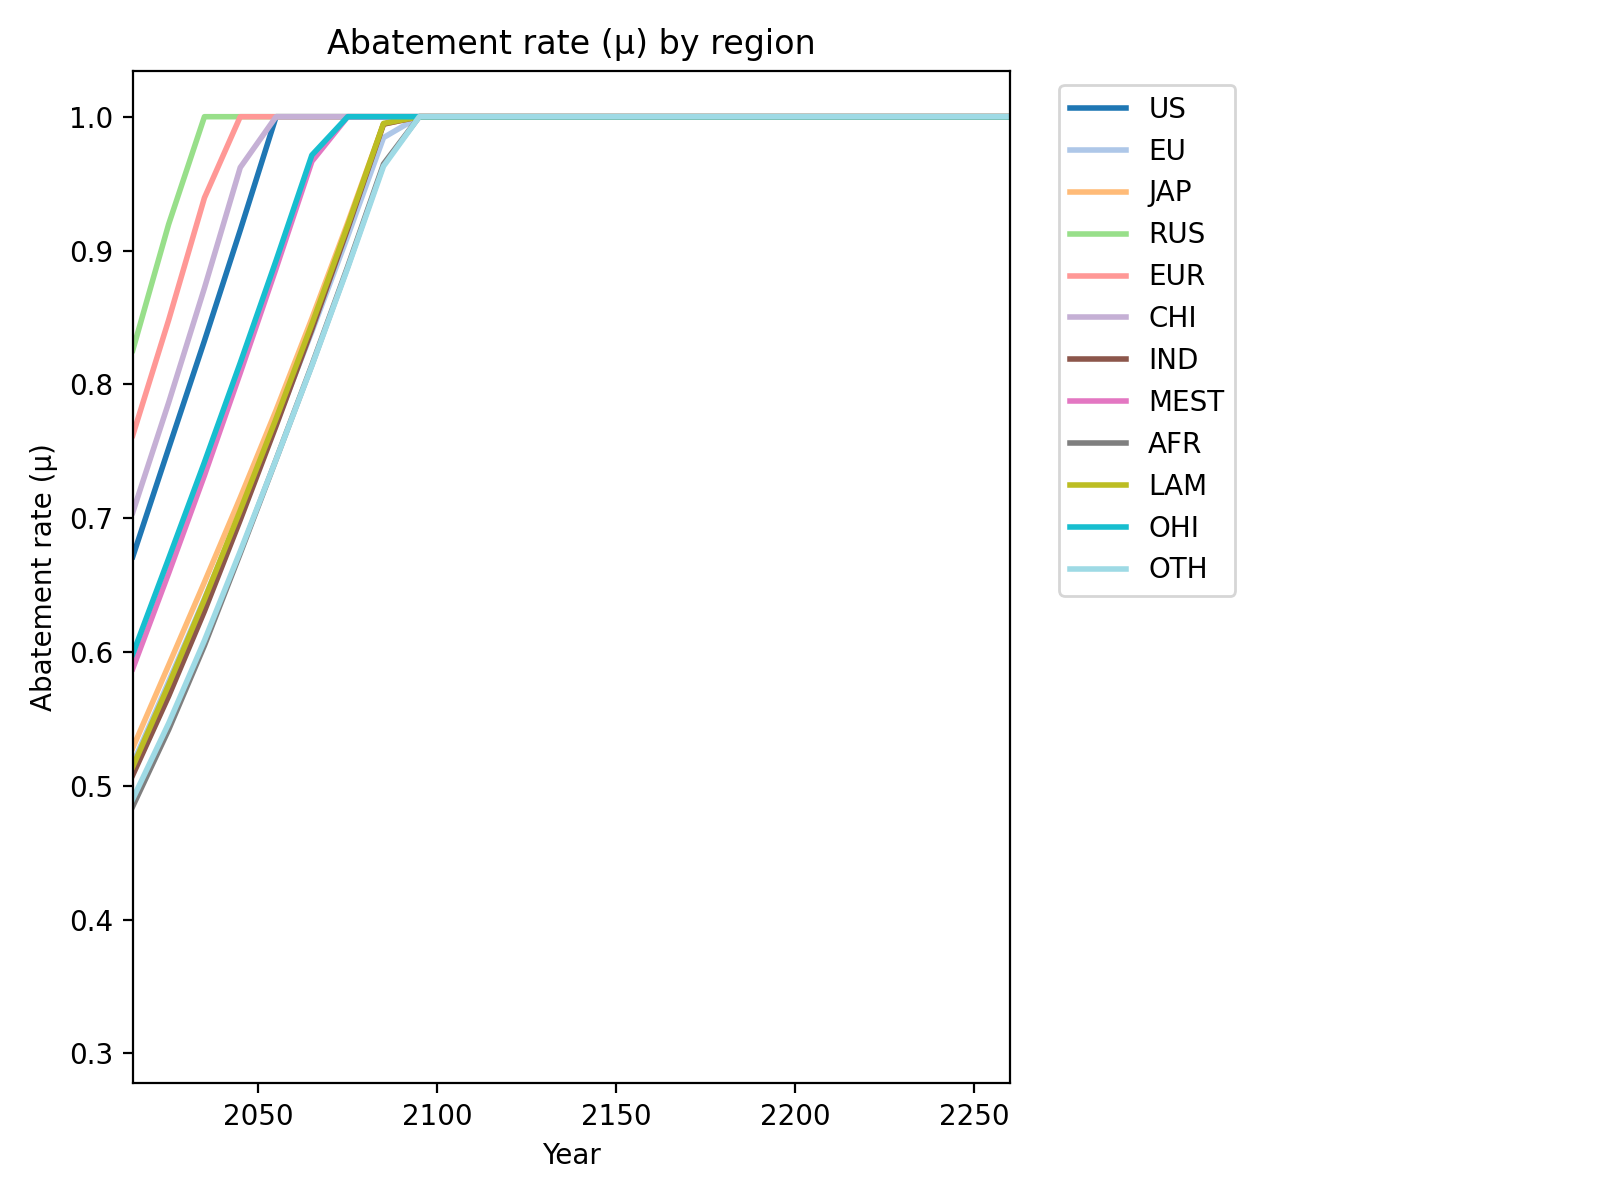 Abatement rate (μ) by region
1.0
0.9
0.8
0.7
0.6
0.5
0.4
0.3
Abatement rate (μ)
2050 2100 2150 2200 2250
Year
US
EU
JAP
RUS
EUR
CHI
IND
MEST
AFR
LAM
OHI
OTH